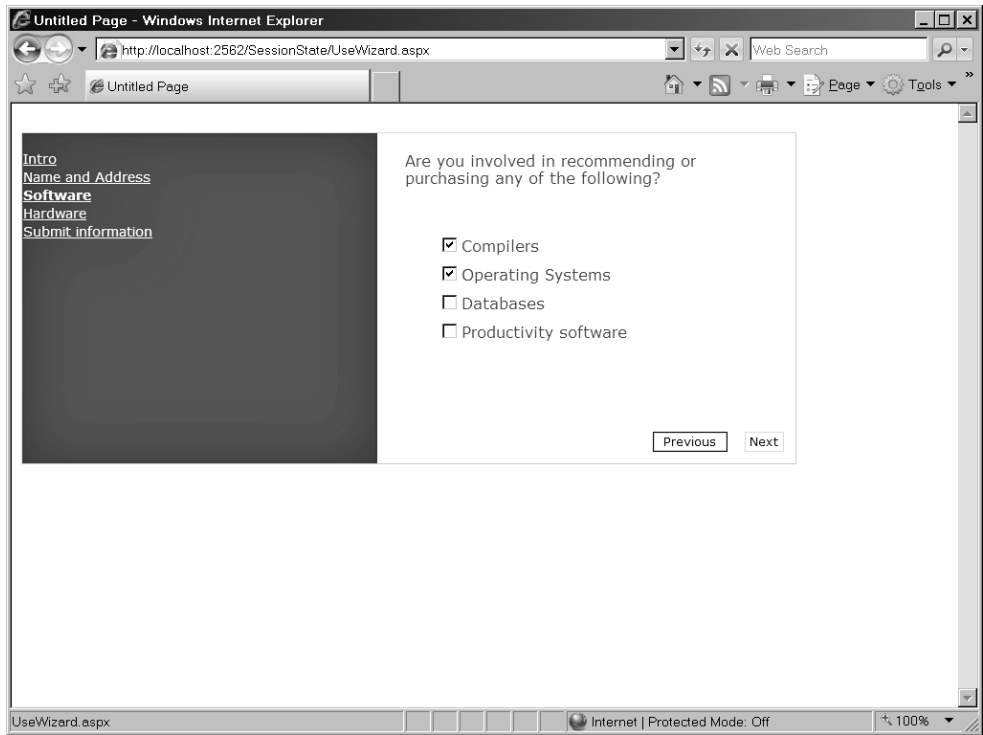 Untitled Page - Windows Internet Explorer
http://localhost:2562/SessionState/UseWizard.aspx
Web Search
Untitled Page
Page
Tools
Intro
Name and Address
Software
Hardware
Submit information
Are you involved in recommending or
purchasing any of the following?
Compilers
Operating Systems
Databases
Productivity software
Previous Next
UseWizard.aspx
Internet | Protected Mode: Off
100%